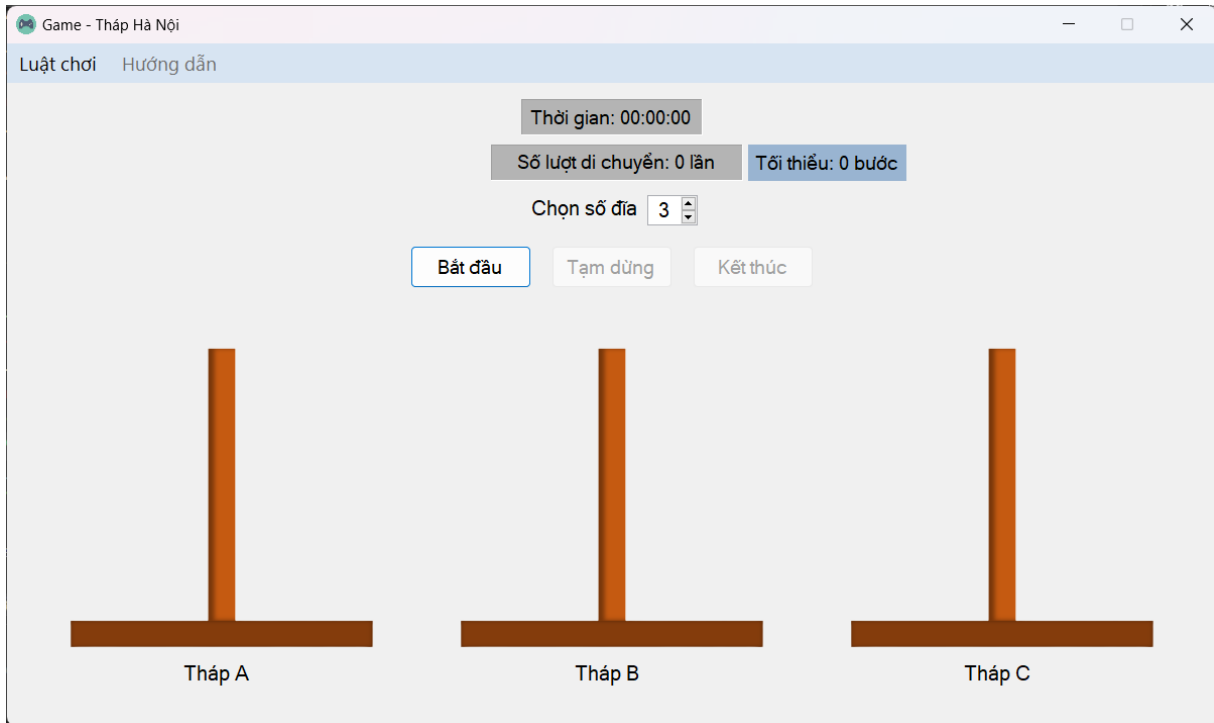 Game - Tháp Hà Nội
Luật chơi Hướng dẫn
Thời gian: 00:00:00
Số lượt di chuyển: 0 lần Tối thiểu: 0 bước
Chọn số đĩa 3
Bắt đầu Tạm dừng Kết thúc
Tháp A Tháp B Tháp C